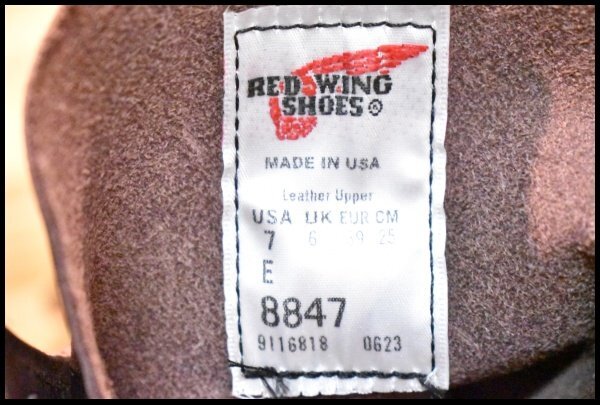 RED WING
SHOES®
MADE IN USA
Leather Upper
USA UK EUR CM
7 6 39 25
E
8847
9116818 0623